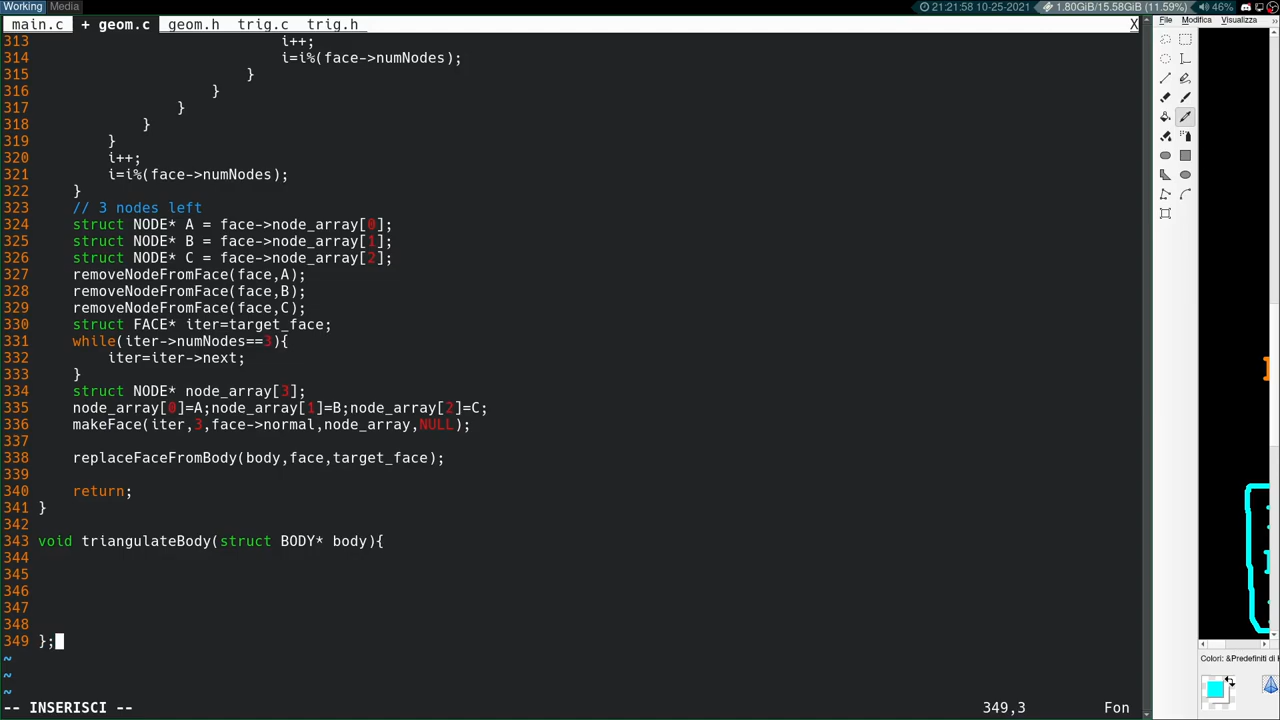 Working Media
21:21:58 10-25-2021 1.80GiB/15.58GiB (11.59%) 46%
main.c + geom.c geom.h trig.c trig.h X
File Modifica Visualizza »
313 i++;
314 i=i%(face->numNodes);
315 }
316 }
317 }
318 }
319 }
320 i++;
321 i=i%(face->numNodes);
322 }
323 // 3 nodes left
324 struct NODE* A = face->node_array[0];
325 struct NODE* B = face->node_array[1];
326 struct NODE* C = face->node_array[2];
327 removeNodeFromFace(face,A);
328 removeNodeFromFace(face,B);
329 removeNodeFromFace(face,C);
330 struct FACE* iter=target_face;
331 while(iter->numNodes==3){
332 iter=iter->next;
333 }
334 struct NODE* node_array[3];
335 node_array[0]=A;node_array[1]=B;node_array[2]=C;
336 makeFace(iter,3,face->normal,node_array,NULL);
337
338 replaceFaceFromBody(body,face,target_face);
339
340 return;
341 }
342
343 void triangulateBody(struct BODY* body){
344
345
346
347
348
349 };
~
~
~
-- INSERISCI -- 349,3 Fon
Colori: &Predefiniti di